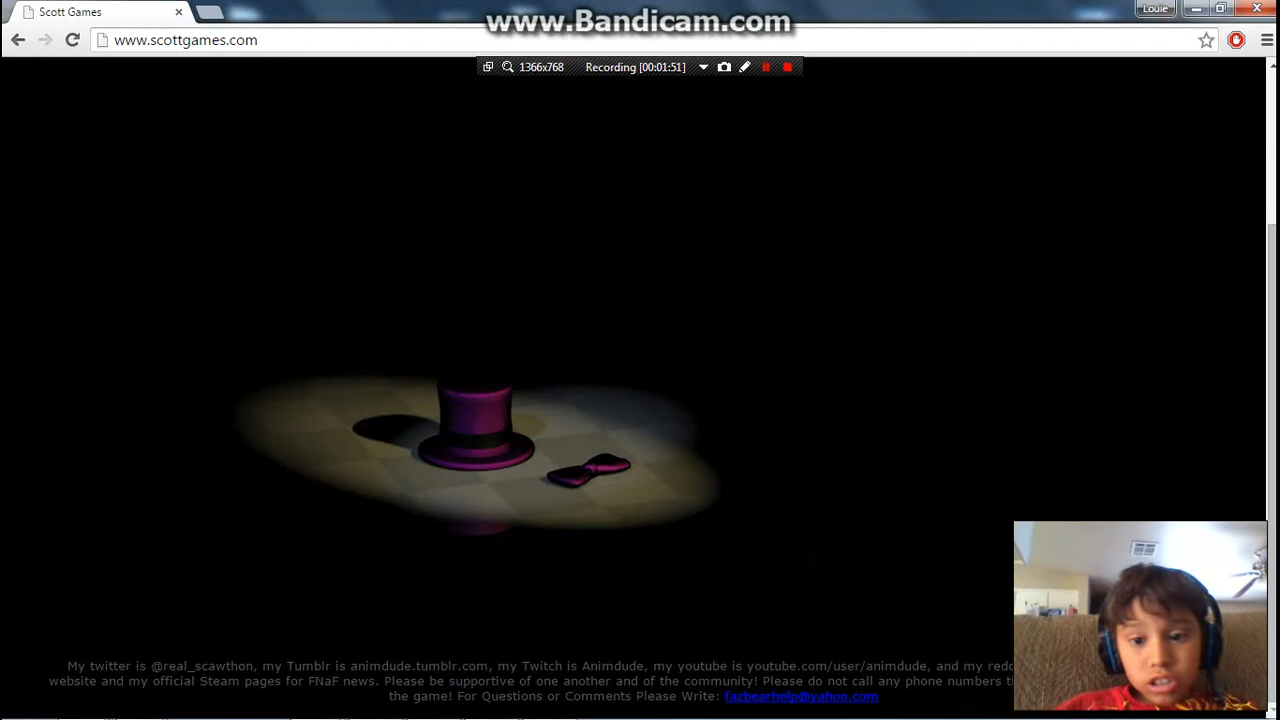 Scott Games
Louie
www.Bandicam.com
www.scottgames.com
1366x768 Recording [00:01:51]
My twitter is @real_scawthon, my Tumblr is animdude.tumblr.com, my Twitch is Animdude, my youtube is youtube.com/user/animdude, and my
website and my official Steam pages for FNaF news. Please be supportive of one another and of the community! Please do not call any phone numbers
the game! For Questions or Comments Please Write: fazbearhelp@yahoo.com